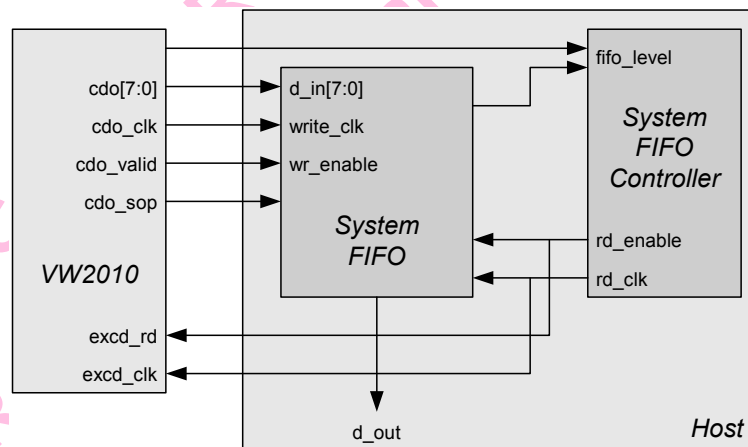 fifo_level
cdo[7:0]
d_in[7:0]
cdo_clk
write_clk
System
FIFO
Controller
cdo_valid
wr_enable
cdo_sop
System
FIFO
rd_enable
VW2010
rd_clk
excd_rd
excd_clk
d_out
Host